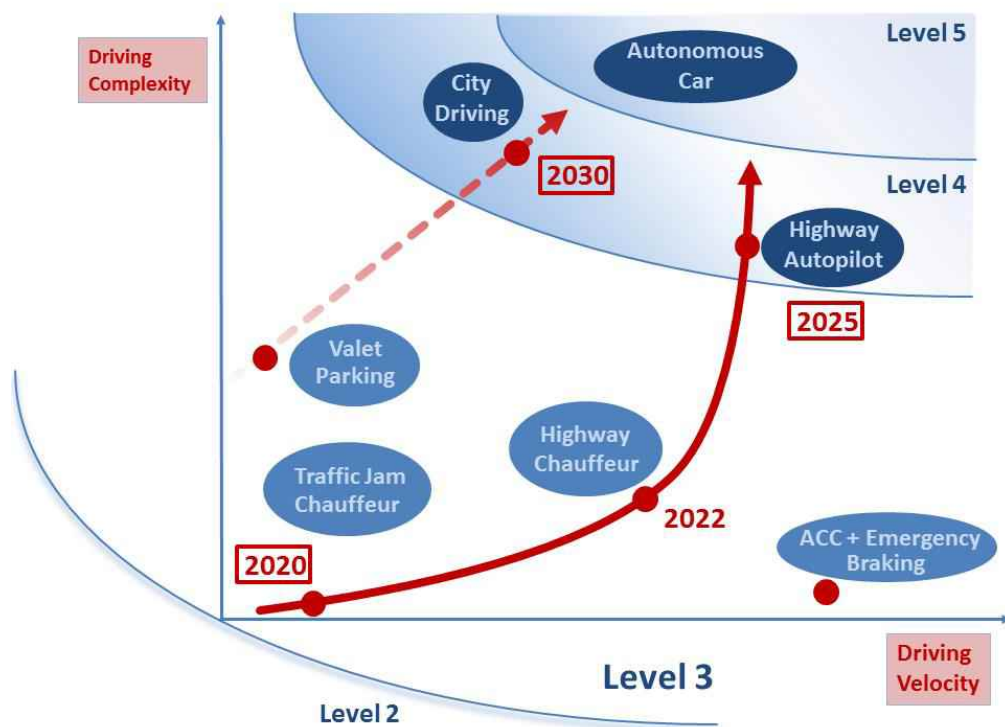 Driving
Complexity
Level 5
Autonomous
Car
City
Driving
2030
Level 4
Highway
Autopilot
2025
Valet
Parking
Highway
Chauffeur
Traffic Jam
Chauffeur
2022
ACC + Emergency
Braking
2020
Driving
Velocity
Level 3
Level 2